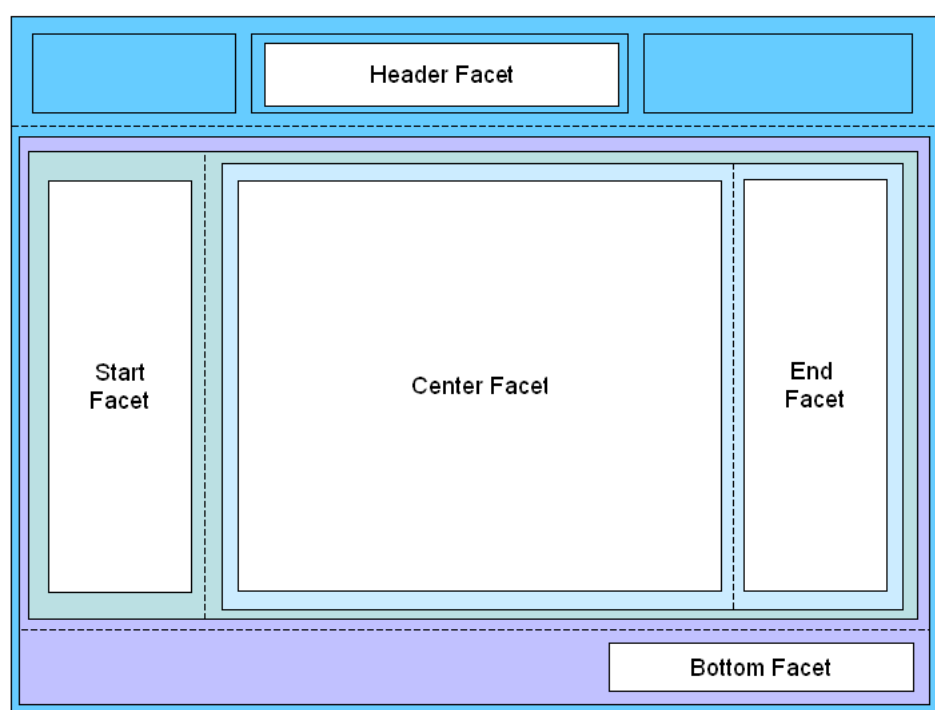 Header Facet
Start
Facet
Center Facet
End
Facet
Bottom Facet